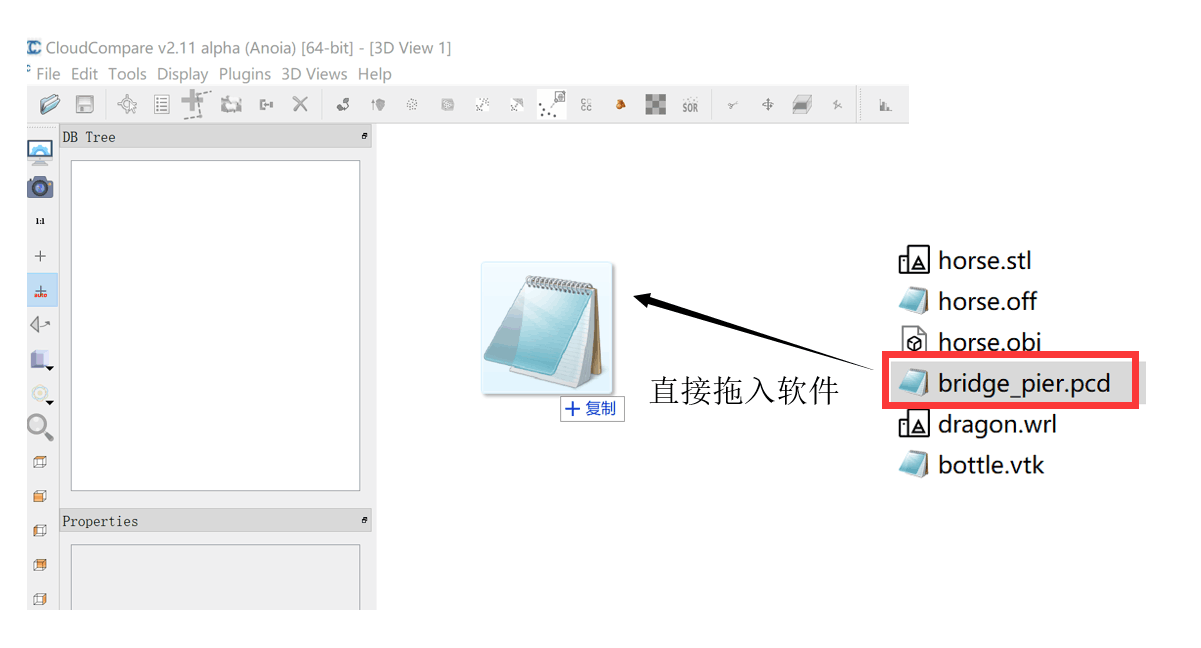 CloudCompare v2.11 alpha (Anoia) [64-bit] - [3D View 1]
File Edit Tools Display Plugins 3D Views Help
SOR
DB Tree
1:1
auto
Properties
+ 复制
直接拖入软件
horse.stl
horse.off
horse.obj
bridge_pier.pcd
dragon.wrl
bottle.vtk